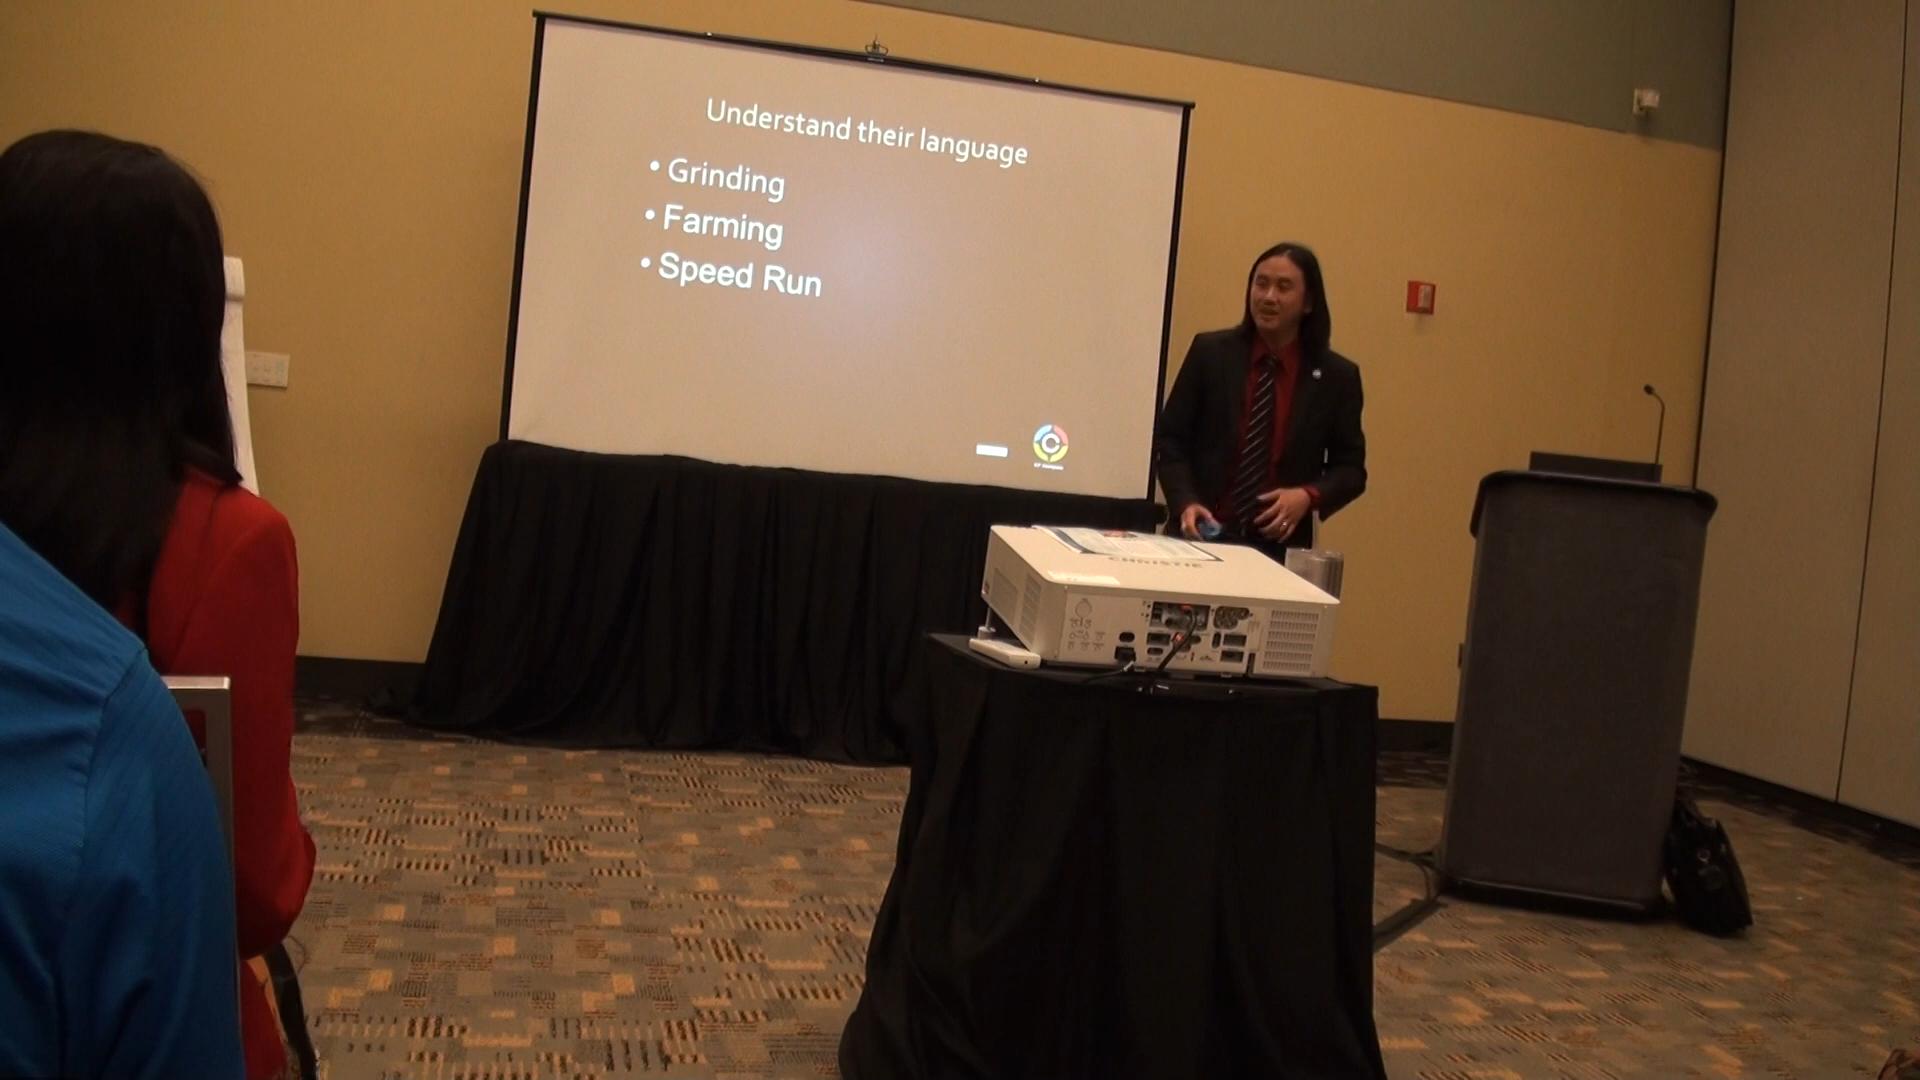 Understand their language
• Grinding
• Farming
• Speed Run
CHRISTIE